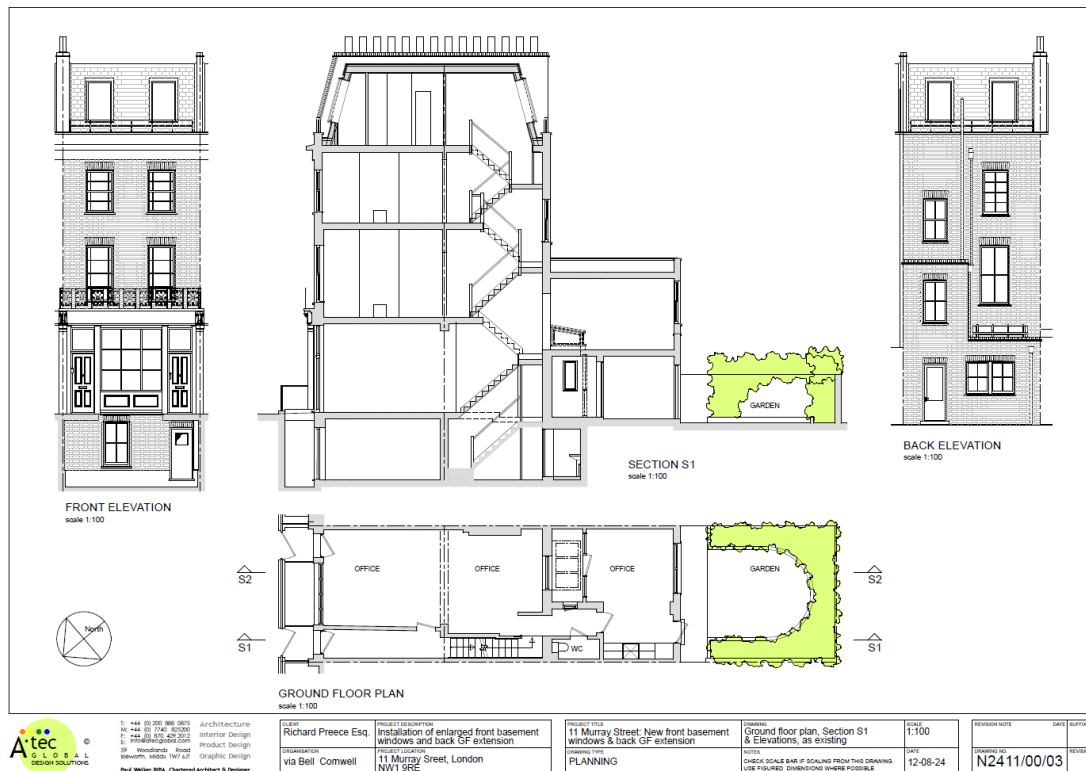 GARDEN
SECTION S1
scale 1:100
BACK ELEVATION
scale 1:100
FRONT ELEVATION
scale 1:100
OFFICE
OFFICE
OFFICE
GARDEN
S2
S2
North
S1
S1
WC
GROUND FLOOR PLAN
scale 1:100
A:tec ©
GLOBAL
DESIGN SOLUTIONS
T: +44 (0) 200 888 0875
M: +44 (0) 7740 825200
F: +44 (0) 870 429 2012
E: info@atecglobal.com
59 Woodlands Road
Isleworth, Middx TW7 6JT
Paul Walker RIBA Chartered Architect & Designer
Architecture
Interior Design
Product Design
Graphic Design
CLIENT
Richard Preece Esq.
ORGANISATION
via Bell Cornwell
PROJECT DESCRIPTION
Installation of enlarged front basement
windows and back GF extension
PROJECT LOCATION
11 Murray Street, London
NW1 9RE
PROJECT TITLE
11 Murray Street: New front basement
windows & back GF extension
DRAWING TYPE
PLANNING
DRAWING
Ground floor plan, Section S1
& Elevations, as existing
NOTES
CHECK SCALE BAR IF SCALING FROM THIS DRAWING.
USE FIGURED DIMENSIONS WHERE POSSIBLE
SCALE
1:100
DATE
12-08-24
REVISION NOTE DATE SUFFIX
DRAWING NO.
N2411/00/03